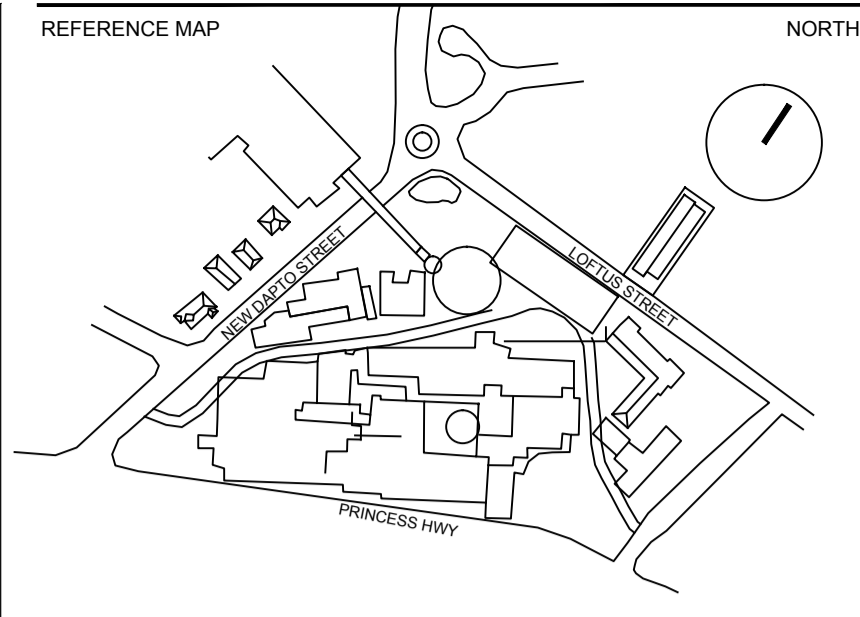 REFERENCE MAP
NORTH
NEW DAPTO STREET
LOFTUS STREET
PRINCESS HWY